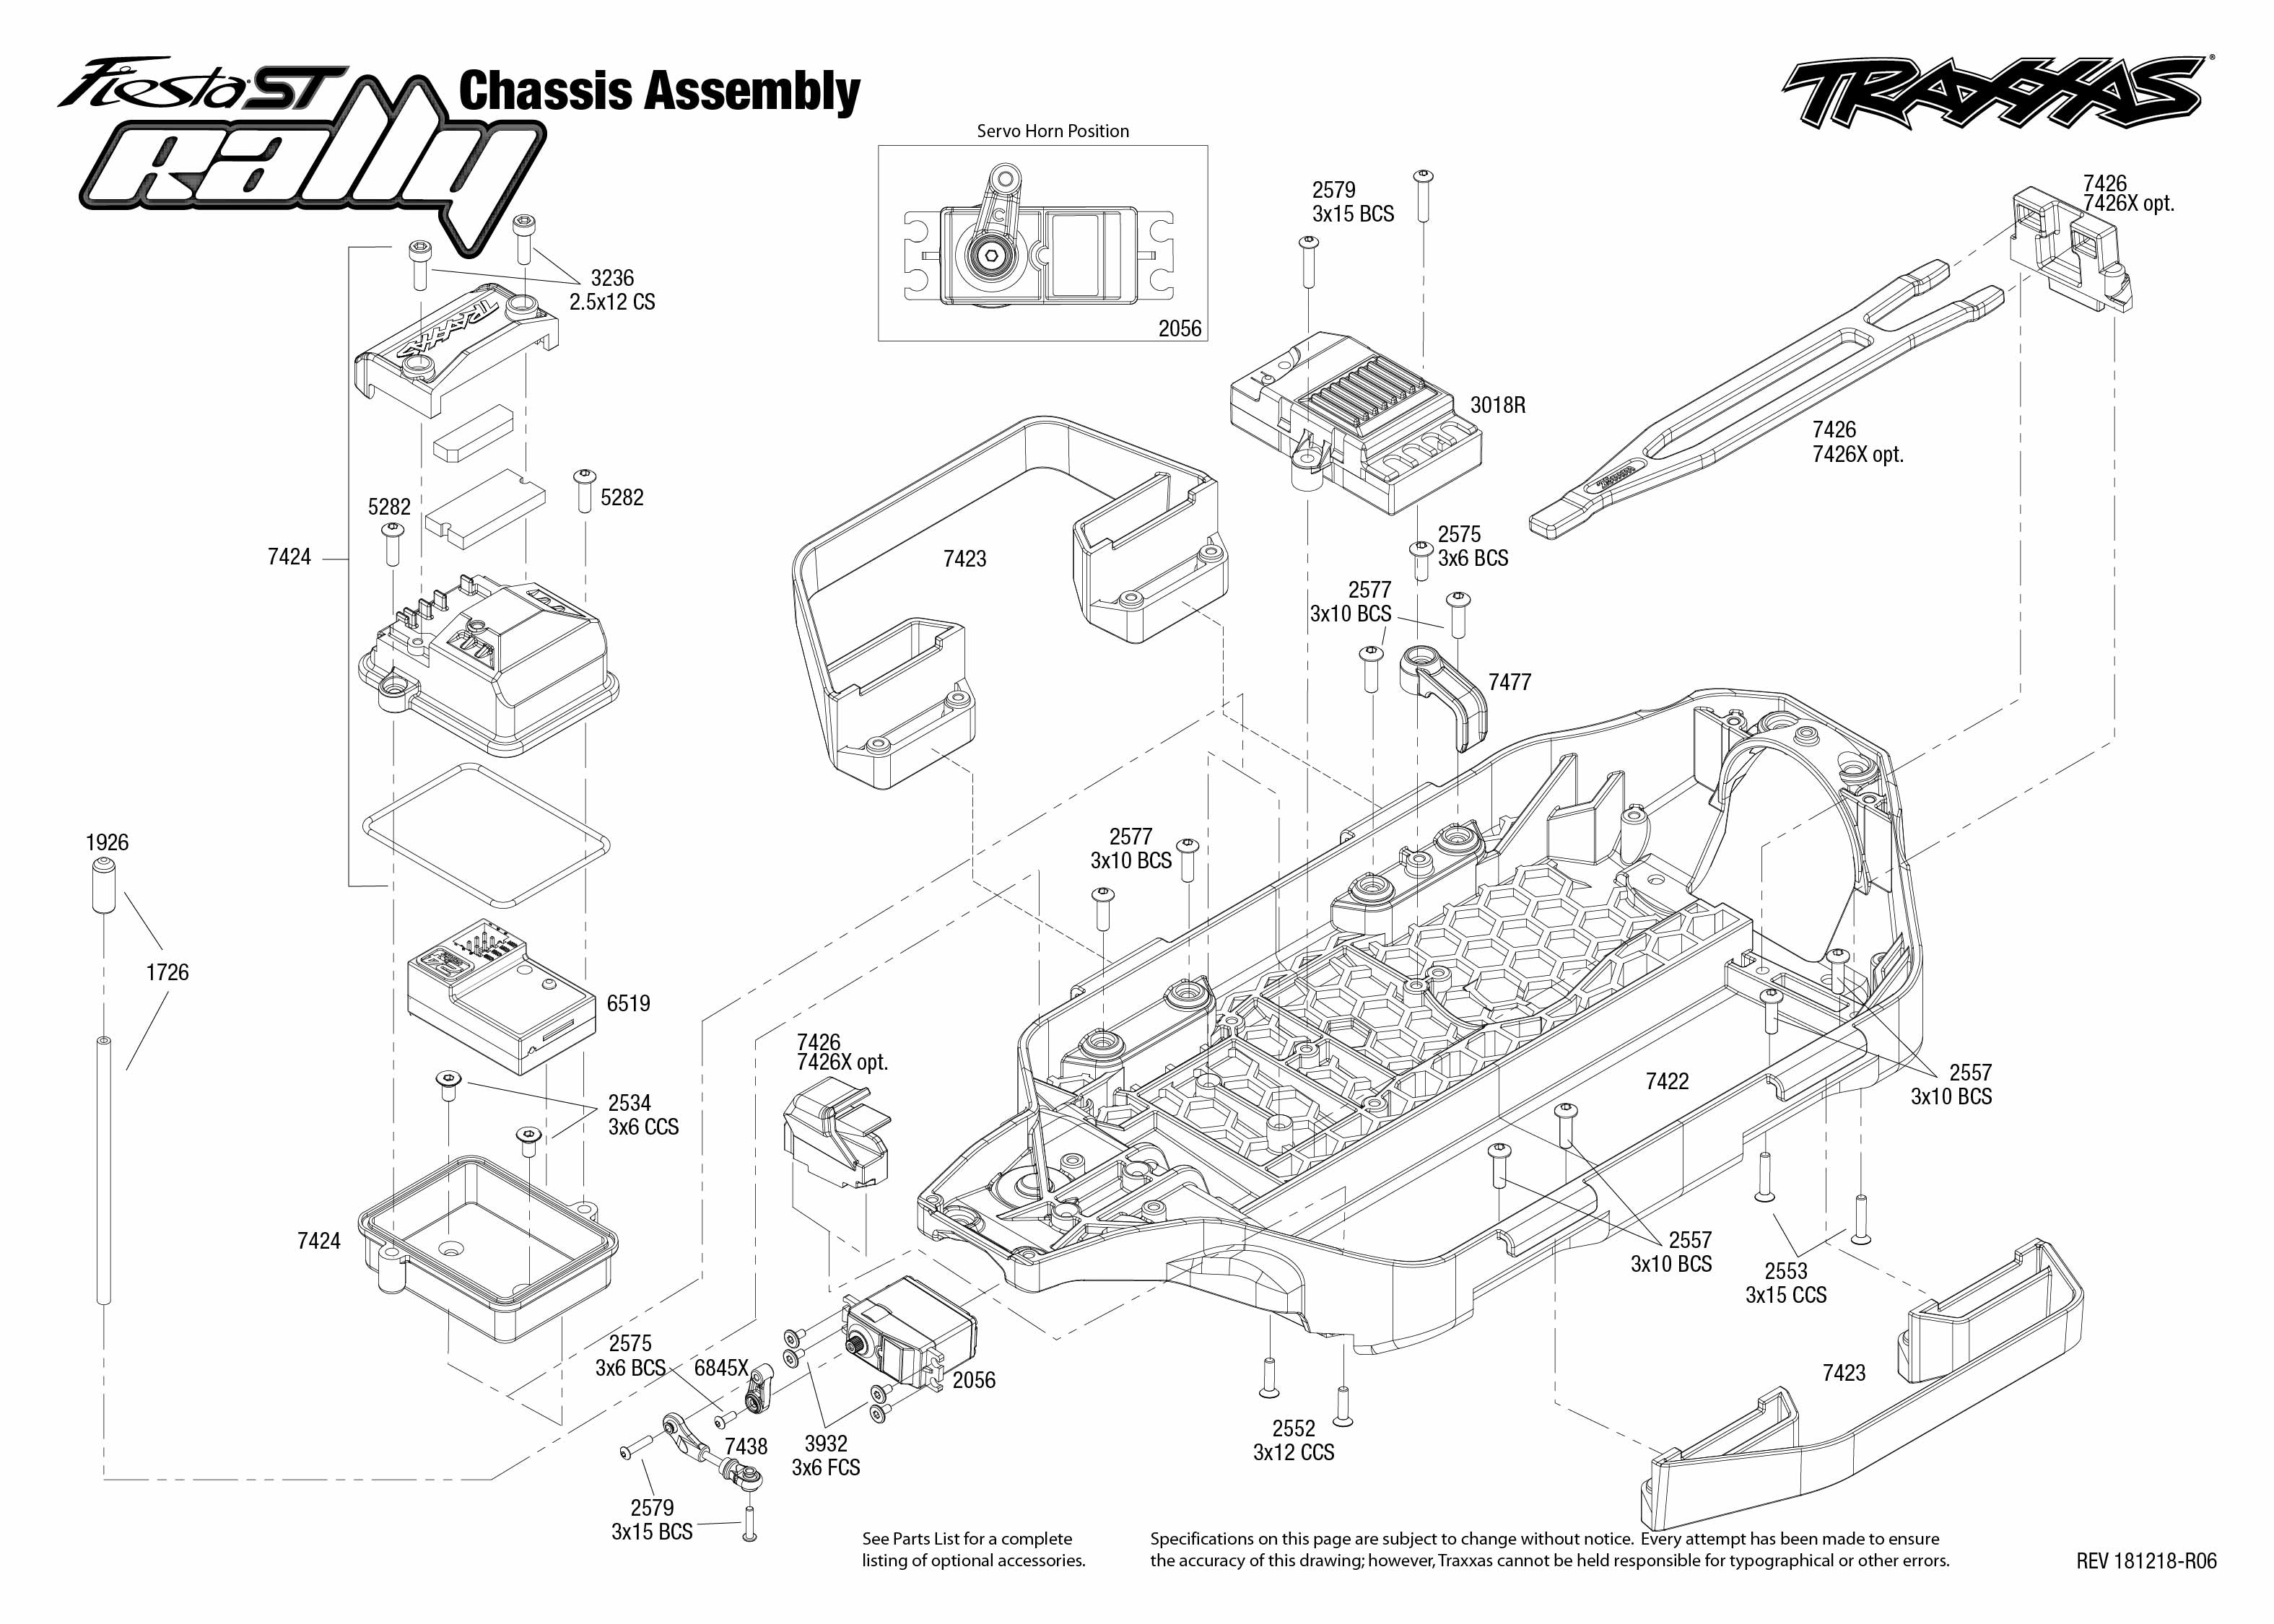 Fiesta ST
Rally
Chassis Assembly
TRAXXAS
Servo Horn Position
C
2056
2579
3x15 BCS
7426
7426X opt.
3236
2.5x12 CS
TRAXXAS
3018R
7426
7426X opt.
5282
5282
7424
7423
2575
3x6 BCS
2577
3x10 BCS
7477
1926
2577
3x10 BCS
1726
6519
7426
7426X opt.
7422
2557
3x10 BCS
2534
3x6 CCS
7424
2557
3x10 BCS
2553
3x15 CCS
2575
3x6 BCS
6845X
2056
7423
7438
3932
3x6 FCS
2552
3x12 CCS
2579
3x15 BCS
See Parts List for a complete
listing of optional accessories.
Specifications on this page are subject to change without notice. Every attempt has been made to ensure
the accuracy of this drawing; however, Traxxas cannot be held responsible for typographical or other errors.
REV 181218-R06